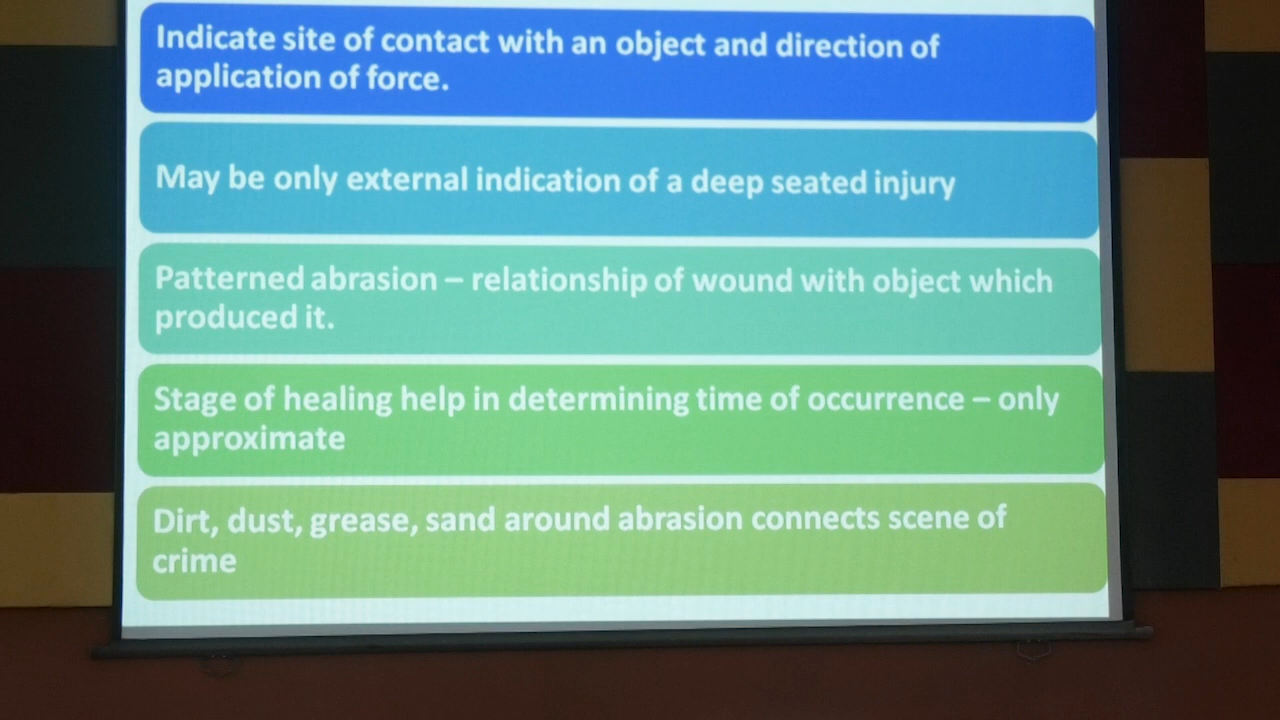 Indicate site of contact with an object and direction of
application of force.
May be only external indication of a deep seated injury
Patterned abrasion – relationship of wound with object which
produced it.
Stage of healing help in determining time of occurrence – only
approximate
Dirt, dust, grease, sand around abrasion connects scene of
crime